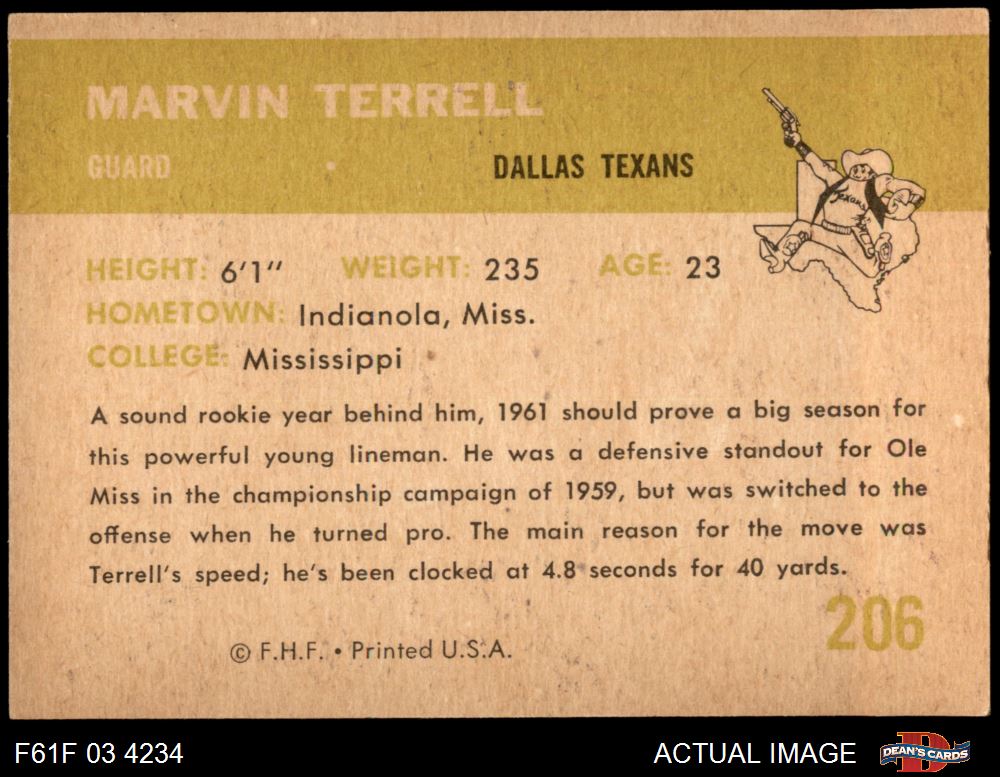 MARVIN TERRELL
GUARD
DALLAS TEXANS
Texans
HEIGHT: 6'1" WEIGHT: 235 AGE: 23
HOMETOWN: Indianola, Miss.
COLLEGE: Mississippi
A sound rookie year behind him, 1961 should prove a big season for
this powerful young lineman. He was a defensive standout for Ole
Miss in the championship campaign of 1959, but was switched to the
offense when he turned pro. The main reason for the move was
Terrell's speed; he's been clocked at 4.8 seconds for 40 yards.
206
© F.H.F. • Printed U.S.A.
F61F 03 4234
ACTUAL IMAGE
D
DEAN'S CARDS